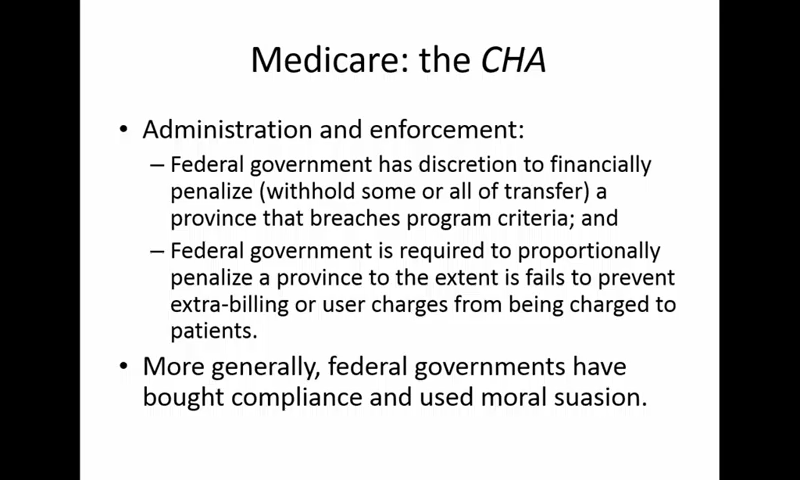 Medicare: the CHA
• Administration and enforcement:
– Federal government has discretion to financially
penalize (withhold some or all of transfer) a
province that breaches program criteria; and
– Federal government is required to proportionally
penalize a province to the extent is fails to prevent
extra-billing or user charges from being charged to
patients.
• More generally, federal governments have
bought compliance and used moral suasion.